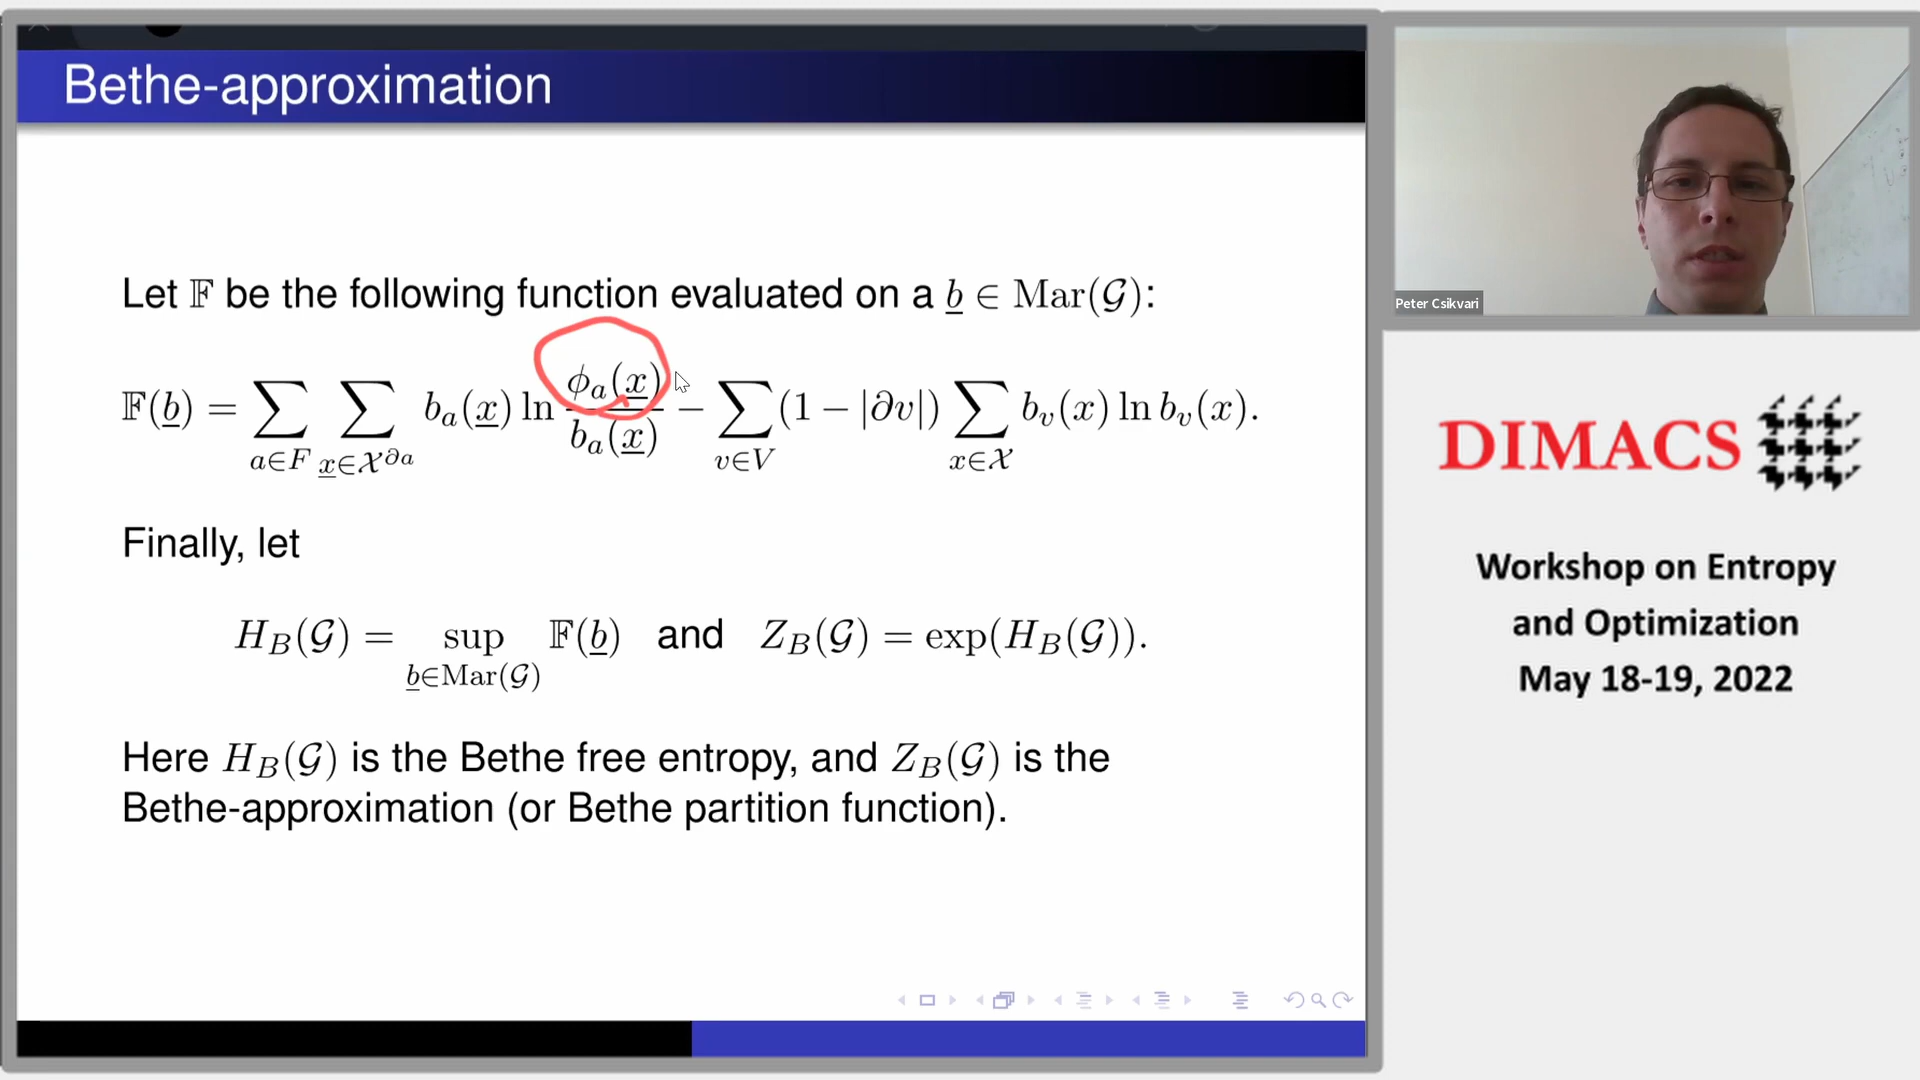 Bethe-approximation
Let 𝔽 be the following function evaluated on a b ∈ Mar(𝒢):
𝔽(b) = ∑_{a∈F} ∑_{x∈𝒳^{∂a}} b_a(x) ln ϕ_a(x)/b_a(x) − ∑_{v∈V} (1 − |∂v|) ∑_{x∈𝒳} b_v(x) ln b_v(x).
Finally, let
H_B(𝒢) = sup_{b∈Mar(𝒢)} 𝔽(b) and Z_B(𝒢) = exp(H_B(𝒢)).
Here H_B(𝒢) is the Bethe free entropy, and Z_B(𝒢) is the
Bethe-approximation (or Bethe partition function).
Peter Csikvari
DIMACS
Workshop on Entropy
and Optimization
May 18-19, 2022